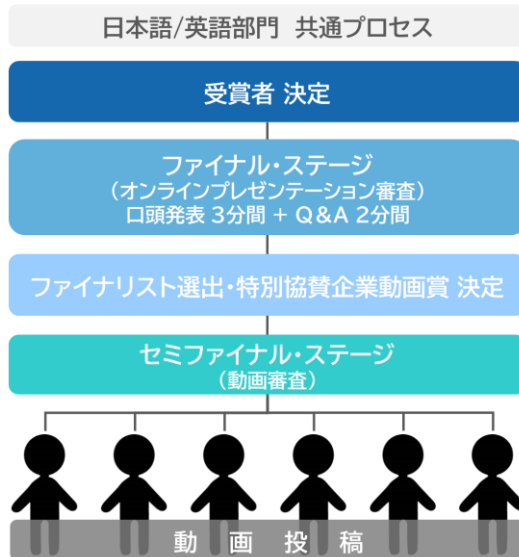 日本語/英語部門 共通プロセス
受賞者 決定
ファイナル・ステージ
(オンラインプレゼンテーション審査)
口頭発表 3分間 + Q&A 2分間
ファイナリスト選出・特別協賛企業動画賞 決定
セミファイナル・ステージ
(動画審査)
動 画 投 稿